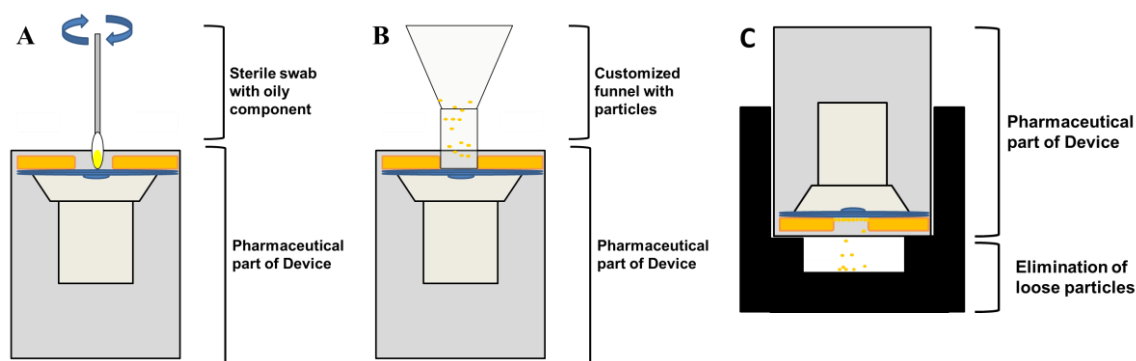 A
Sterile swab
with oily
component
Pharmaceutical
part of Device
B
Customized
funnel with
particles
Pharmaceutical
part of Device
C
Pharmaceutical
part of Device
Elimination of
loose particles